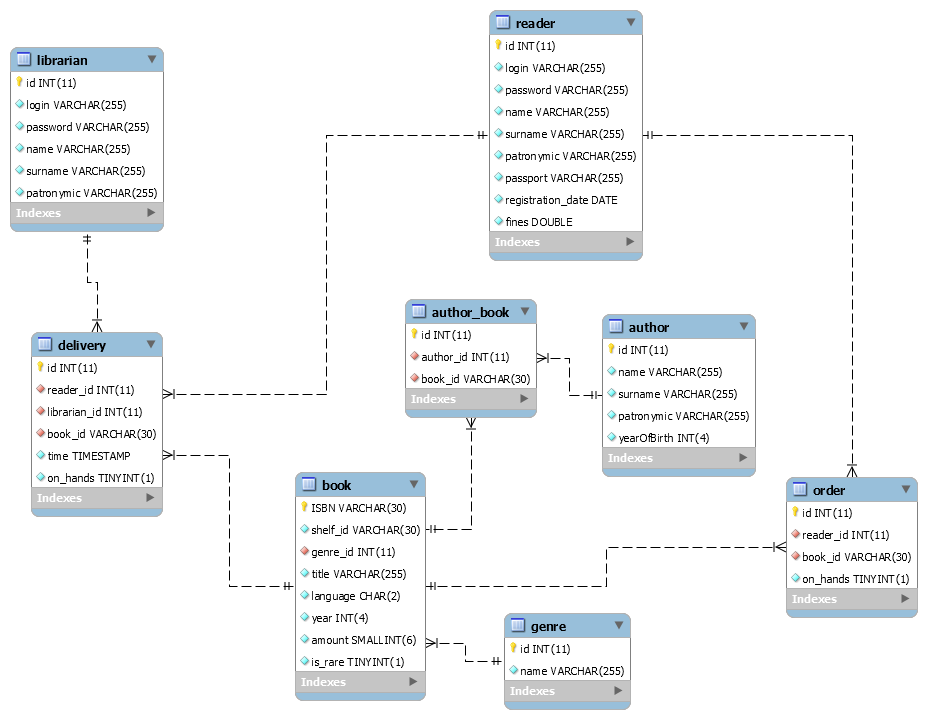 reader
id INT(11)
login VARCHAR(255)
password VARCHAR(255)
name VARCHAR(255)
surname VARCHAR(255)
patronymic VARCHAR(255)
passport VARCHAR(255)
registration_date DATE
fines DOUBLE
Indexes
librarian
id INT(11)
login VARCHAR(255)
password VARCHAR(255)
name VARCHAR(255)
surname VARCHAR(255)
patronymic VARCHAR(255)
Indexes
author_book
id INT(11)
author_id INT(11)
book_id VARCHAR(30)
Indexes
author
id INT(11)
name VARCHAR(255)
surname VARCHAR(255)
patronymic VARCHAR(255)
yearOfBirth INT(4)
Indexes
delivery
id INT(11)
reader_id INT(11)
librarian_id INT(11)
book_id VARCHAR(30)
time TIMESTAMP
on_hands TINYINT(1)
Indexes
book
ISBN VARCHAR(30)
shelf_id VARCHAR(30)
genre_id INT(11)
title VARCHAR(255)
language CHAR(2)
year INT(4)
amount SMALLINT(6)
is_rare TINYINT(1)
Indexes
order
id INT(11)
reader_id INT(11)
book_id VARCHAR(30)
on_hands TINYINT(1)
Indexes
genre
id INT(11)
name VARCHAR(255)
Indexes